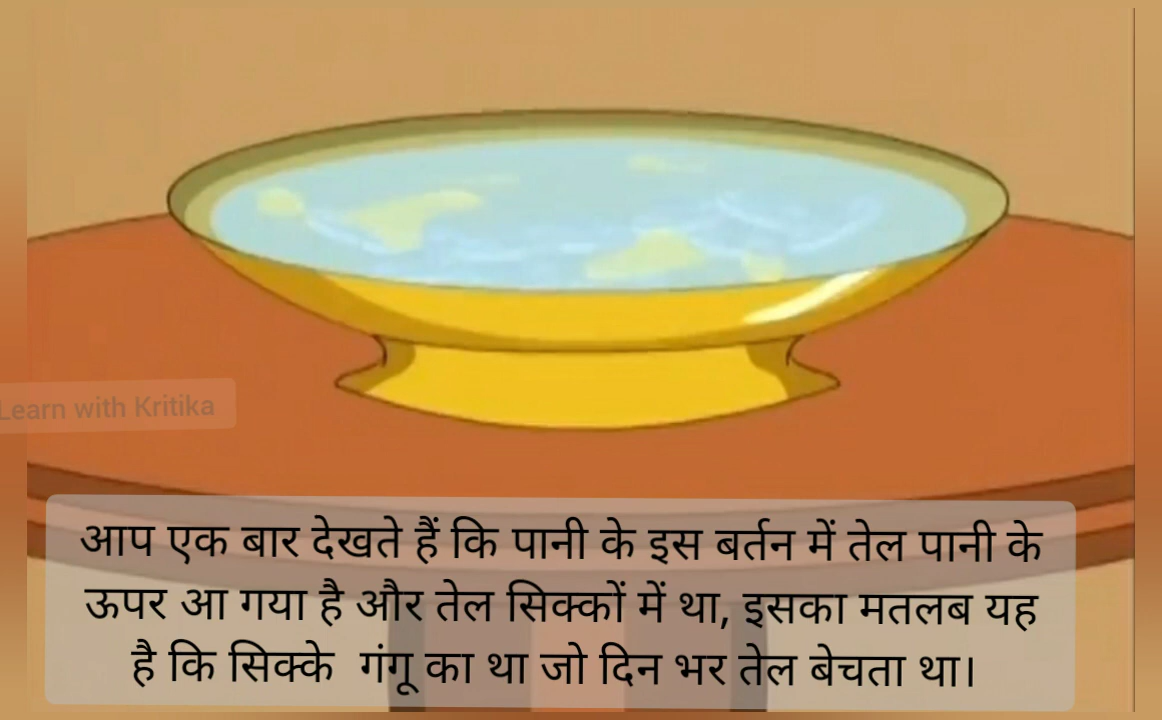 Learn with Kritika
आप एक बार देखते हैं कि पानी के इस बर्तन में तेल पानी के
ऊपर आ गया है और तेल सिक्कों में था, इसका मतलब यह
है कि सिक्के  गंगू का था जो दिन भर तेल बेचता था।